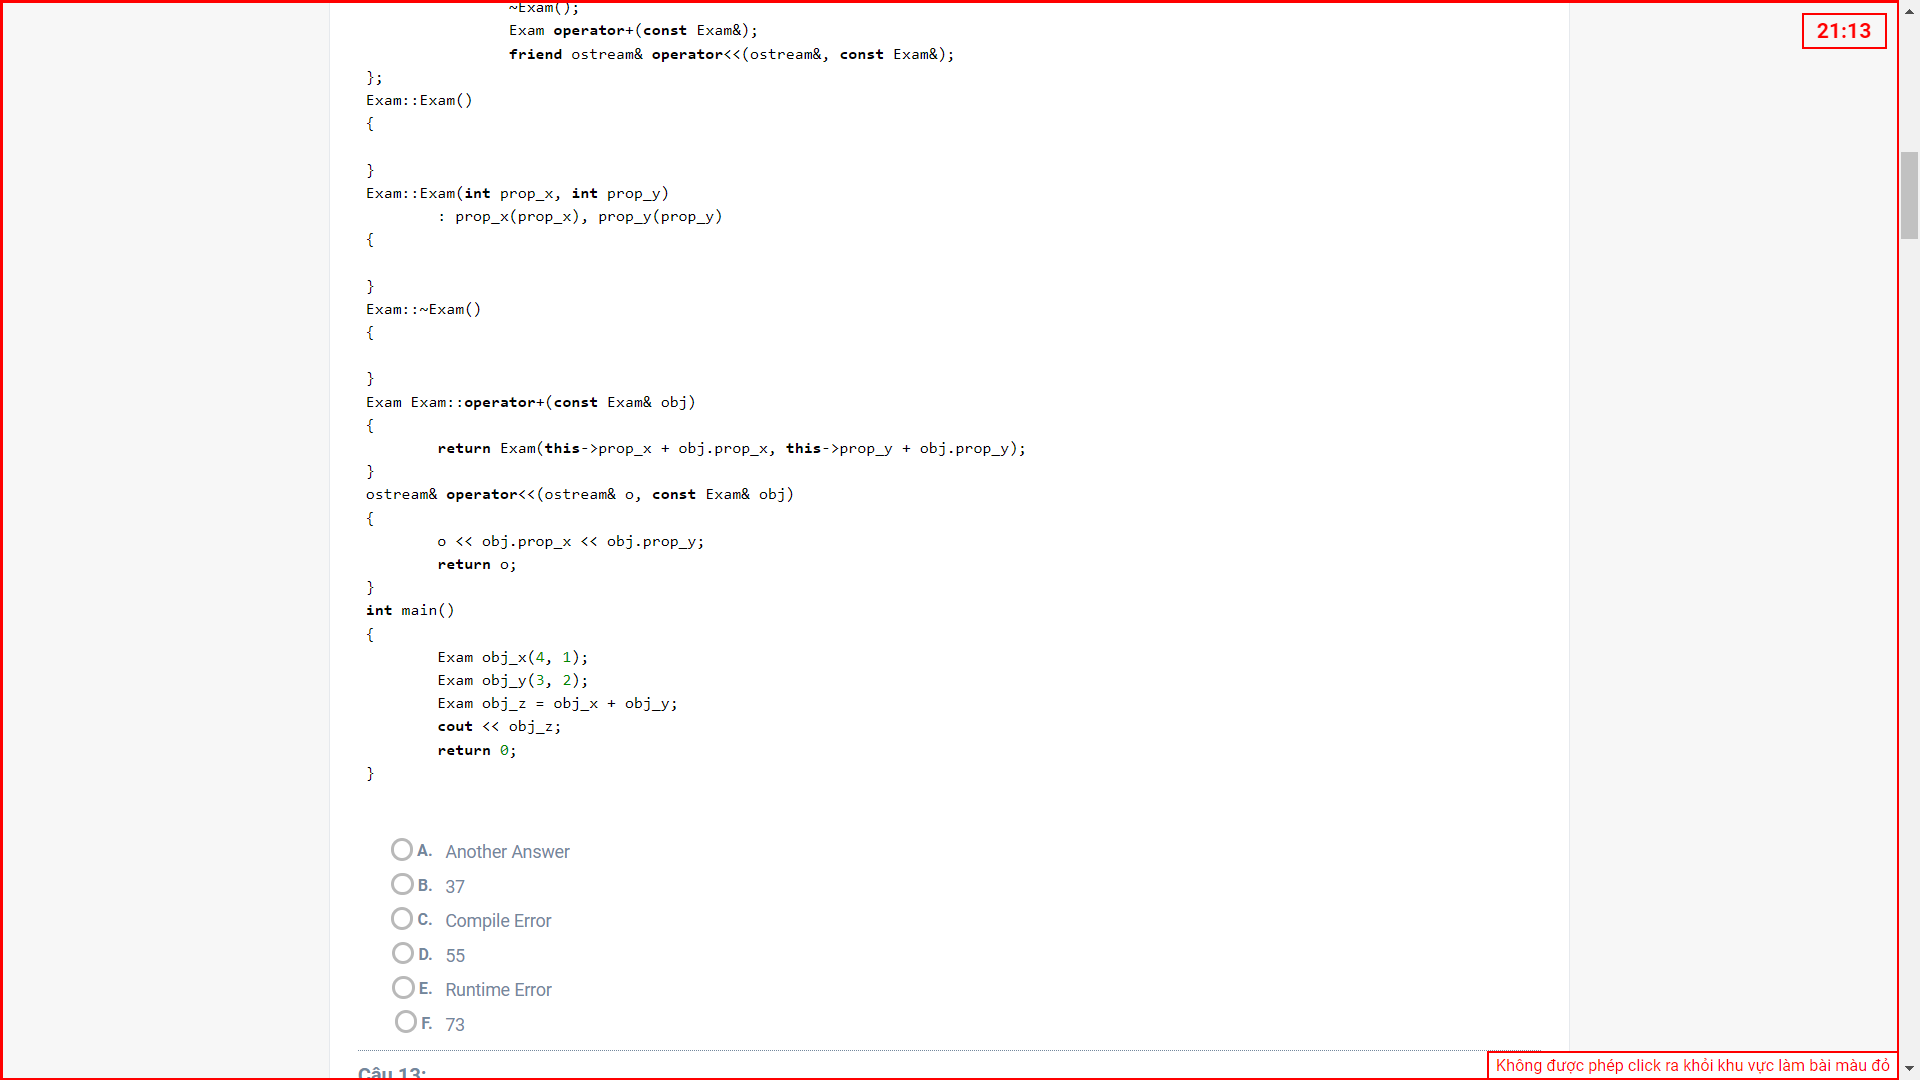 ~Exam();
Exam operator+(const Exam&);
friend ostream& operator<<(ostream&, const Exam&);
};
Exam::Exam()
{
}
Exam::Exam(int prop_x, int prop_y)
: prop_x(prop_x), prop_y(prop_y)
{
}
Exam::~Exam()
{
}
Exam Exam::operator+(const Exam& obj)
{
return Exam(this->prop_x + obj.prop_x, this->prop_y + obj.prop_y);
}
ostream& operator<<(ostream& o, const Exam& obj)
{
o << obj.prop_x << obj.prop_y;
return o;
}
int main()
{
Exam obj_x(4, 1);
Exam obj_y(3, 2);
Exam obj_z = obj_x + obj_y;
cout << obj_z;
return 0;
}
A. Another Answer
B. 37
C. Compile Error
D. 55
E. Runtime Error
F. 73
Câu 13:
21:13
Không được phép click ra khỏi khu vực làm bài màu đỏ